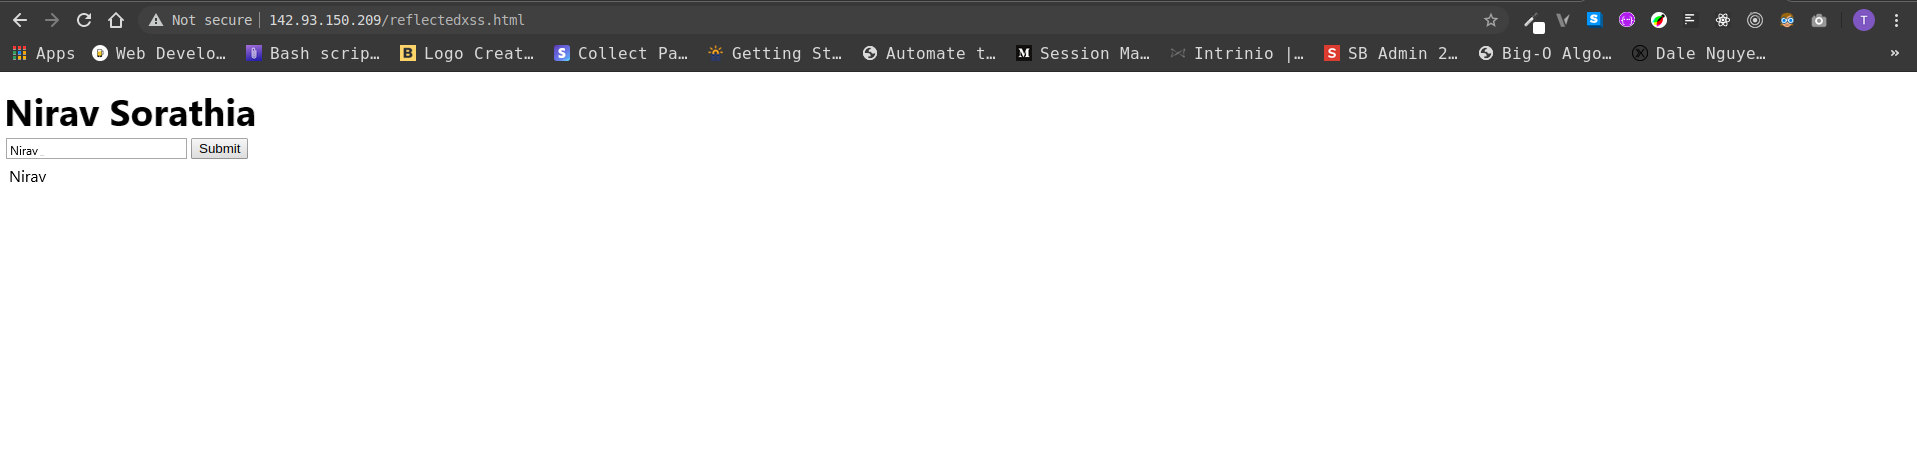 Not secure 142.93.150.209/reflectedxss.html T
Apps Web Develo… Bash scrip… B Logo Creat… S Collect Pa… Getting St… Automate t… M Session Ma… Intrinio |… S SB Admin 2… Big-O Algo… Dale Nguye… »
Nirav Sorathia
Nirav Submit
Nirav